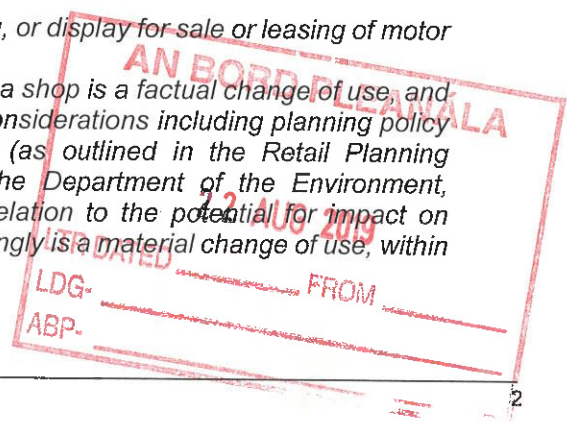 , or display for sale or leasing of motor
AN BORD PLEANÁLA
a shop is a factual change of use, and
onsiderations including planning policy
(as outlined in the Retail Planning
he Department of the Environment,
elation to the potential for impact on
22 AUG 2019
ngly is a material change of use, within
LTR DATED FROM
LDG-
ABP-
2